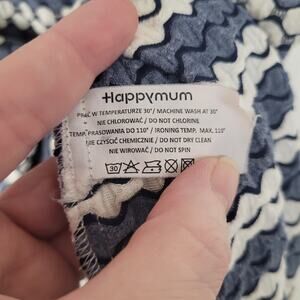 Happymum
PRAĆ W TEMPERATURZE 30° / MACHINE WASH AT 30°
NIE CHLOROWAĆ / DO NOT CHLORINE
TEMP. PRASOWANIA DO 110° / IRONING TEMP. MAX. 110°
NIE CZYŚCIĆ CHEMICZNIE / DO NOT DRY CLEAN
NIE WIROWAĆ / DO NOT SPIN
30